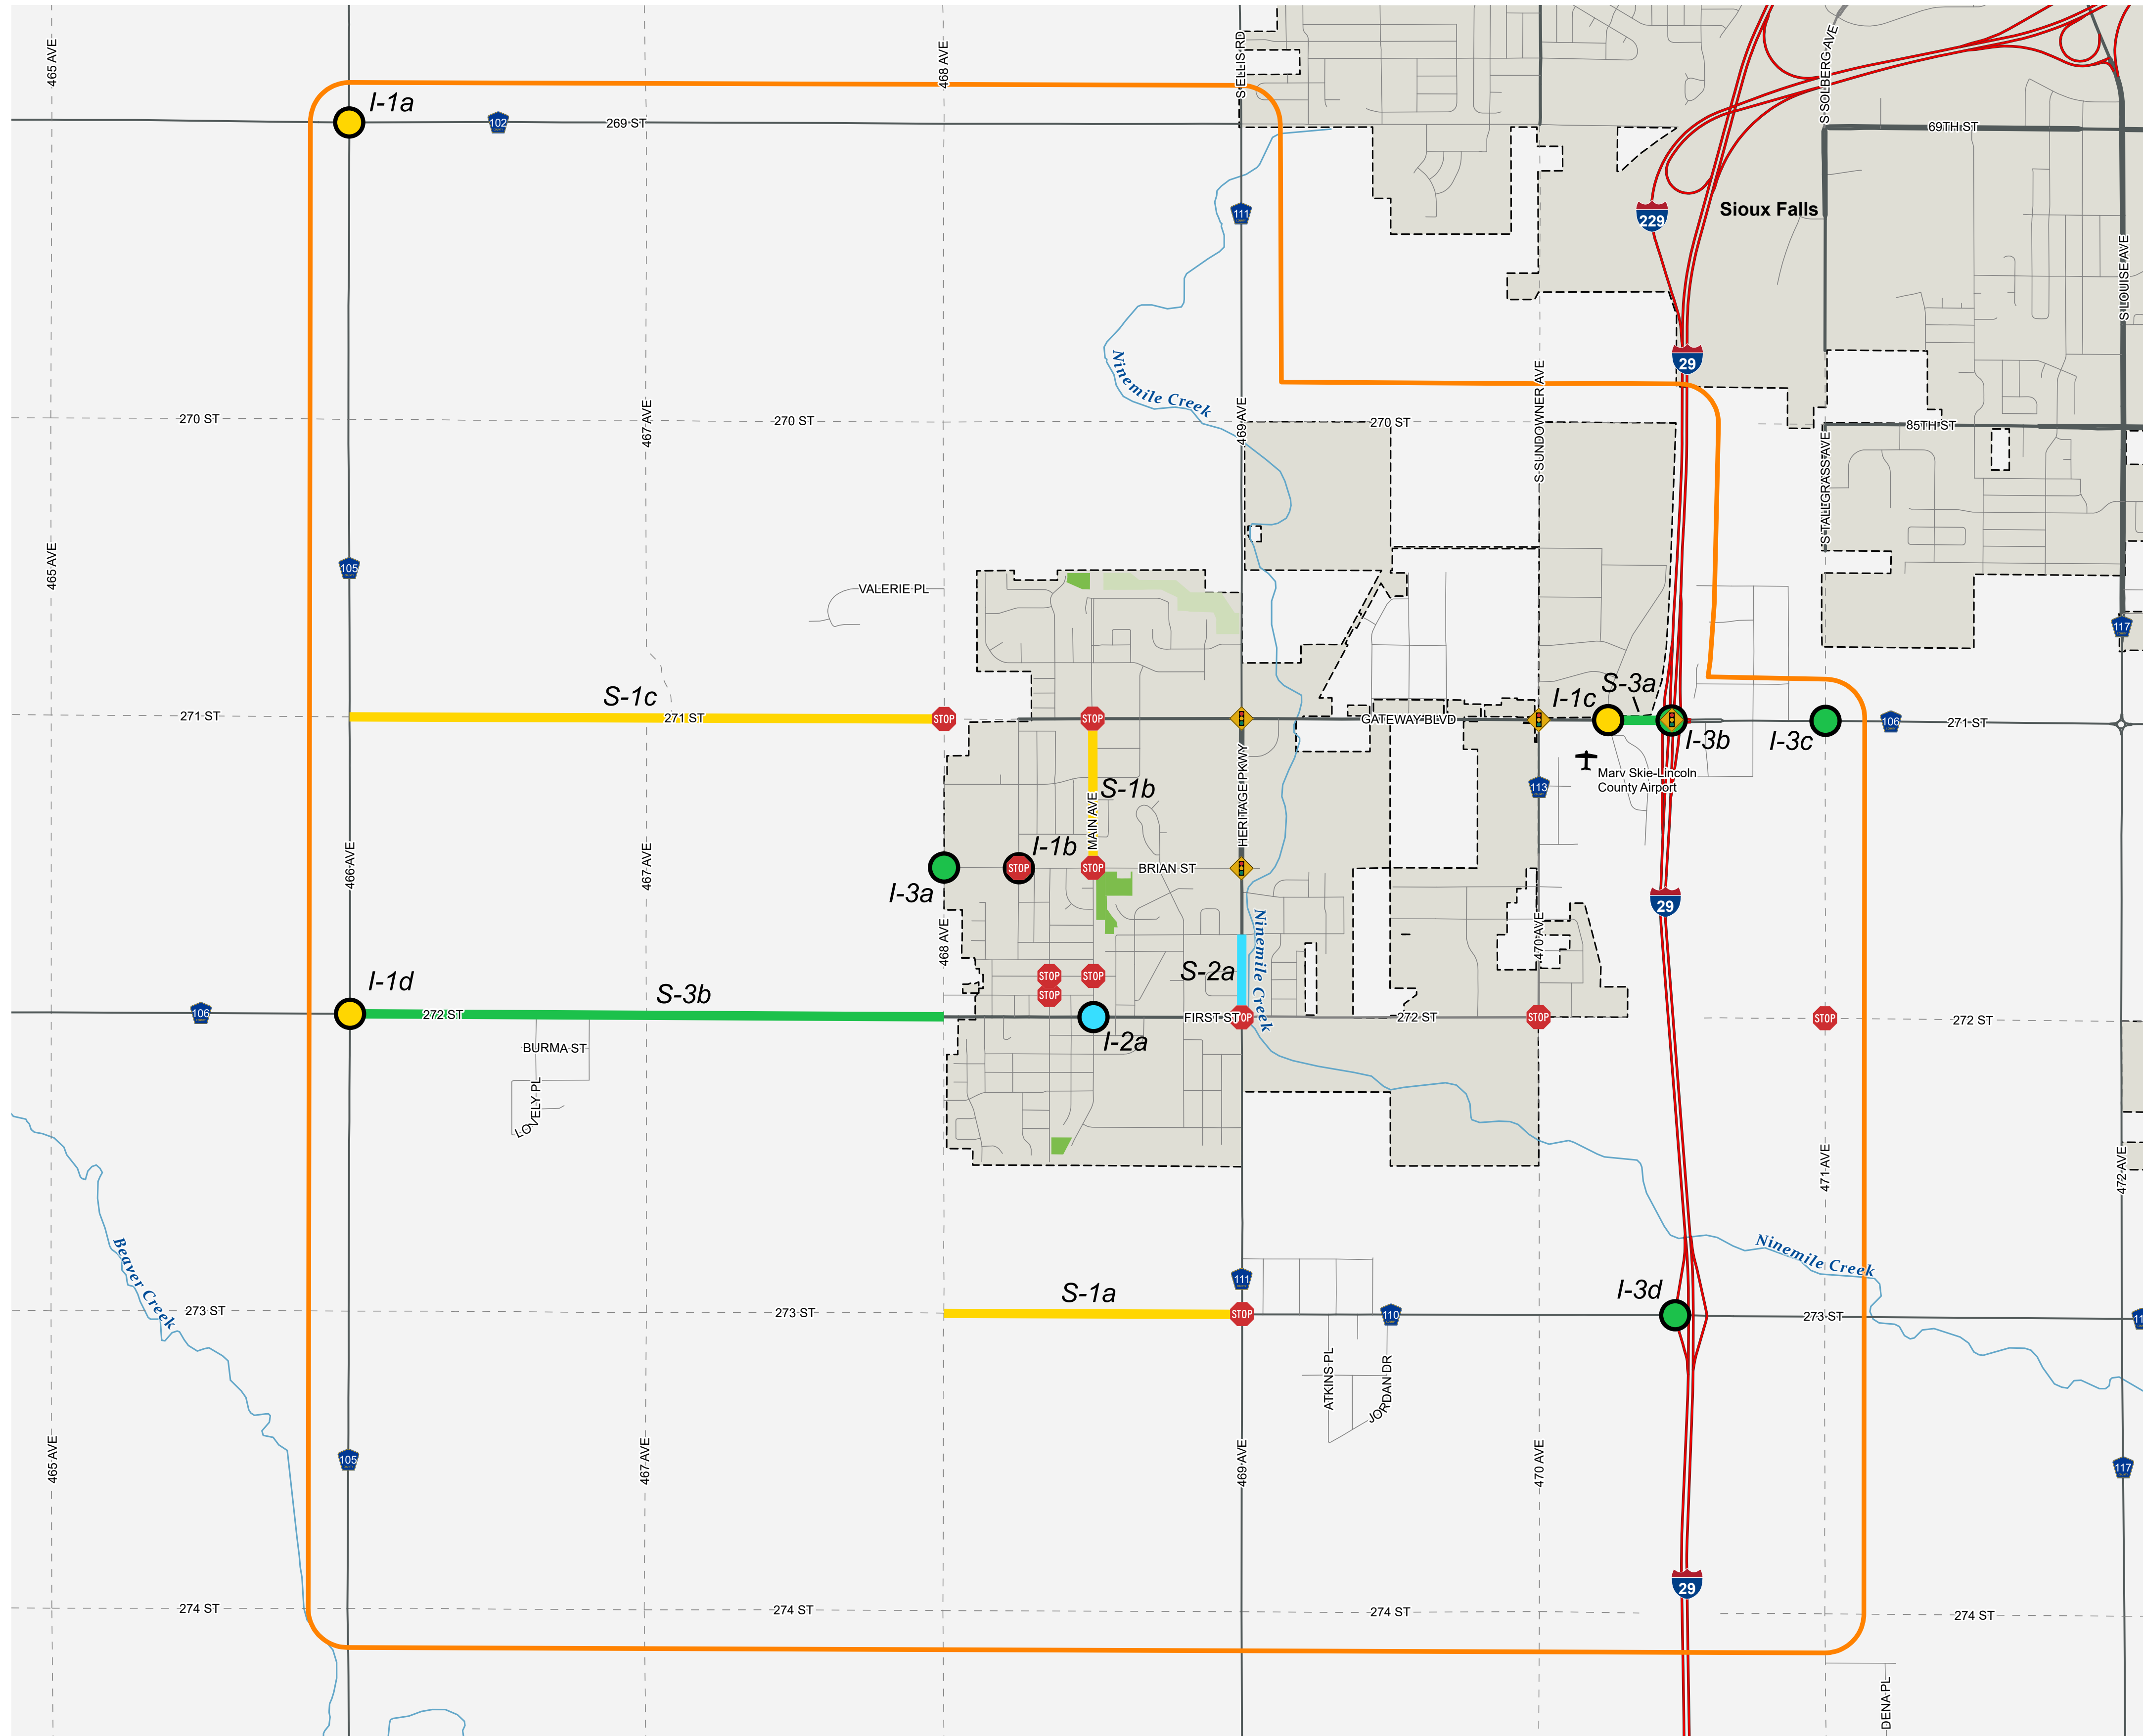 465 AVE
468 AVE
S ELLIS RD
S SOLBERG AVE
I-1a
102
269 ST
69TH ST
111
229
Sioux Falls
S LOUISE AVE
29
Ninemile Creek
270 ST
467 AVE
270 ST
469 AVE
270 ST
S SUNDOWNER AVE
S TALLGRASS AVE
85TH ST
465 AVE
105
VALERIE PL
117
S-1c
271 ST
271 ST
STOP
STOP
GATEWAY BLVD
I-1c
S-3a
I-3b
I-3c
106
271 ST
Marv Skie-Lincoln
County Airport
113
S-1b
MAIN AVE
HERITAGE PKWY
466 AVE
467 AVE
I-1b
STOP
STOP
BRIAN ST
I-3a
29
468 AVE
470 AVE
Ninemile Creek
STOP
STOP
STOP
S-2a
I-1d
S-3b
106
272 ST
FIRST ST
STOP
272 ST
STOP
STOP
272 ST
I-2a
BURMA ST
LOVELY PL
471 AVE
472 AVE
Beaver Creek
Ninemile Creek
111
S-1a
I-3d
273 ST
273 ST
STOP
110
273 ST
ATKINS PL
JORDAN DR
465 AVE
105
467 AVE
469 AVE
470 AVE
117
29
274 ST
274 ST
274 ST
274 ST
DENA PL